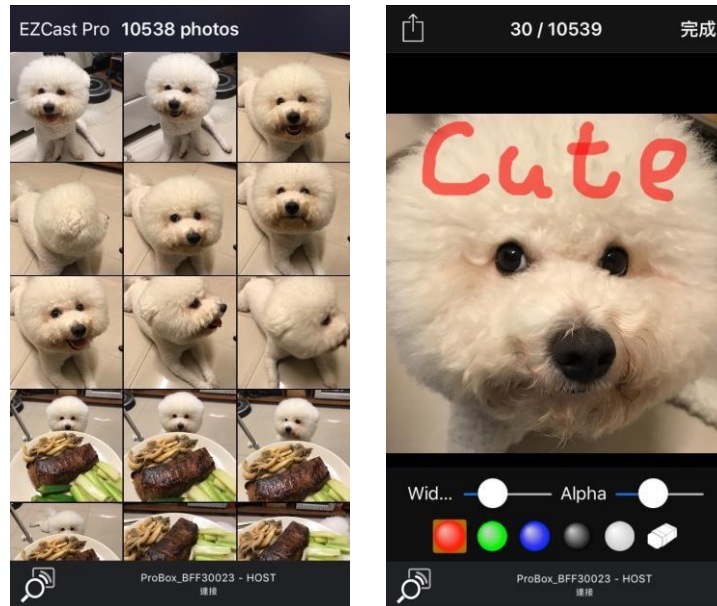 EZCast Pro 10538 photos
ProBox_BFF30023 - HOST
連接
30 / 10539 完成
Cute
Wid... Alpha
ProBox_BFF30023 - HOST
連接